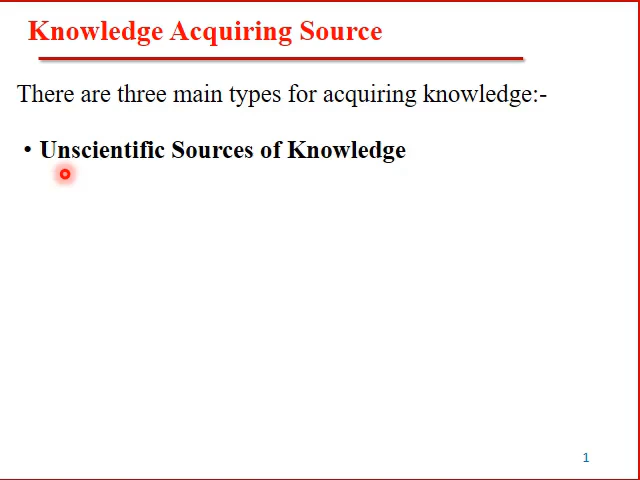 Knowledge Acquiring Source
There are three main types for acquiring knowledge:-
• Unscientific Sources of Knowledge
1